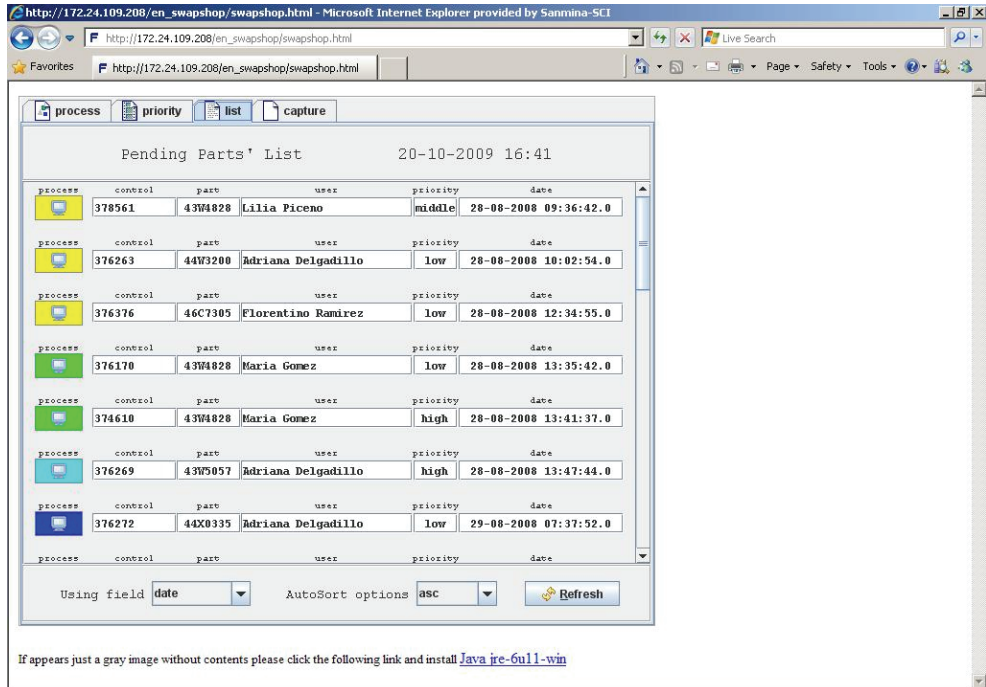 http://172.24.109.208/en_swapshop/swapshop.html - Microsoft Internet Explorer provided by Sanmina-SCI
http://172.24.109.208/en_swapshop/swapshop.html Live Search
Favorites http://172.24.109.208/en_swapshop/swapshop.html Page Safety Tools
process priority list capture
Pending Parts' List 20-10-2009 16:41
process control part user priority date
378561 43W4828 Lilia Piceno middle 28-08-2008 09:36:42.0
process control part user priority date
376263 44W3200 Adriana Delgadillo low 28-08-2008 10:02:54.0
process control part user priority date
376376 46C7305 Florentino Ramirez low 28-08-2008 12:34:55.0
process control part user priority date
376170 43W4828 Maria Gomez low 28-08-2008 13:35:42.0
process control part user priority date
374610 43W4828 Maria Gomez high 28-08-2008 13:41:37.0
process control part user priority date
376269 43W5057 Adriana Delgadillo high 28-08-2008 13:47:44.0
process control part user priority date
376272 44X0335 Adriana Delgadillo low 29-08-2008 07:37:52.0
process control part user priority date
Using field date AutoSort options asc Refresh
If appears just a gray image without contents please click the following link and install Java jre-6u11-win